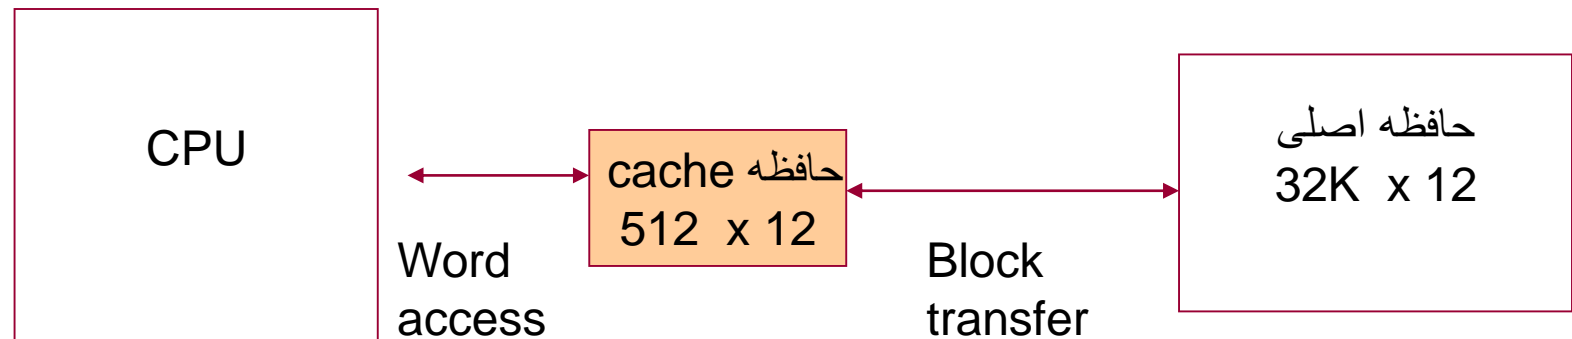 CPU
حافظه cache
512 x 12
حافظه اصلی
32K x 12
Word
access
Block
transfer